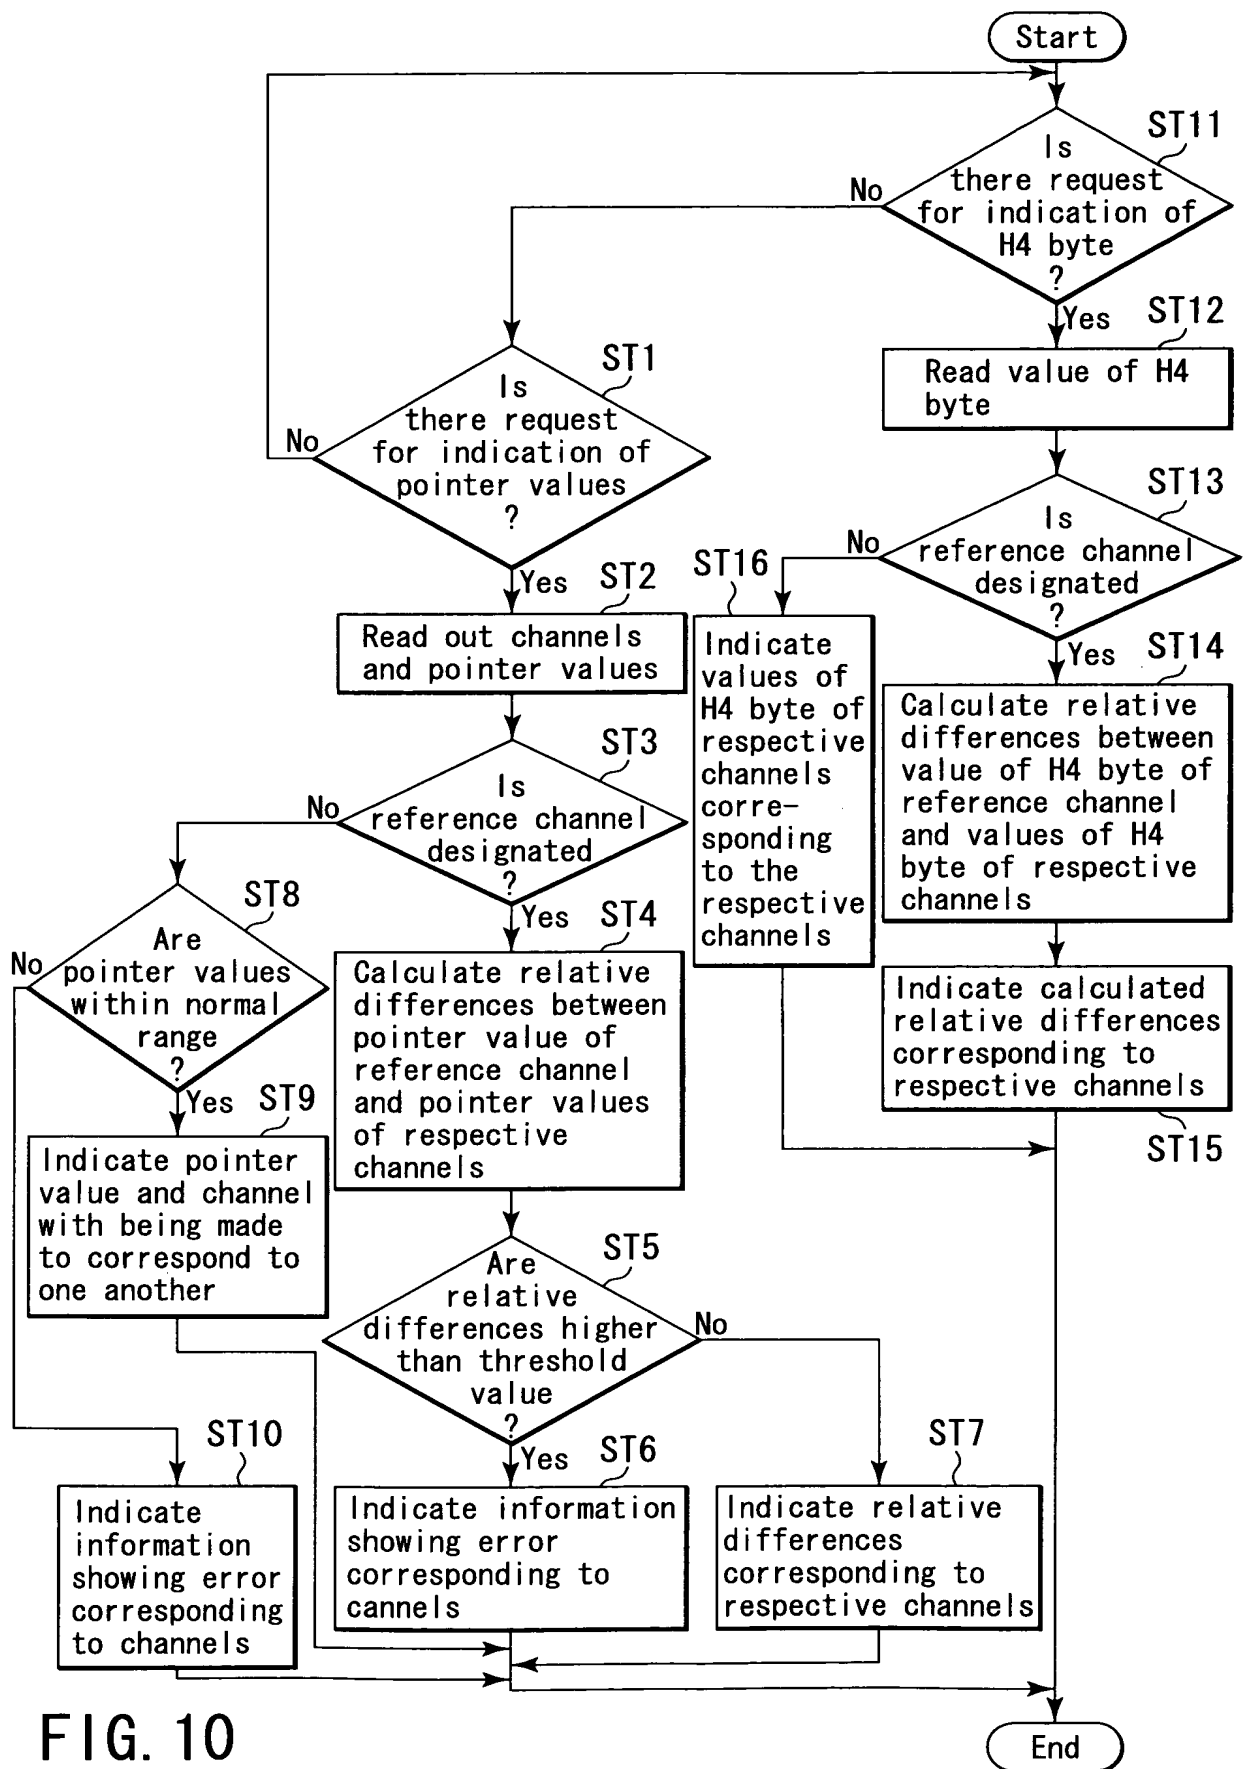 Start
ST11
Is
there request
for indication of
H4 byte
?
No
Yes
ST12
Read value of H4
byte
ST13
Is
reference channel
designated
?
No
Yes
ST14
Calculate relative
differences between
value of H4 byte of
reference channel
and values of H4
byte of respective
channels
Indicate calculated
relative differences
corresponding to
respective channels
ST15
ST16
Indicate
values of
H4 byte of
respective
channels
corre-
sponding
to the
respective
channels
ST1
Is
there request
for indication of
pointer values
?
No
Yes
ST2
Read out channels
and pointer values
ST3
Is
reference channel
designated
?
No
Yes
ST4
Calculate relative
differences between
pointer value of
reference channel
and pointer values
of respective
channels
ST5
Are
relative
differences higher
than threshold
value
?
No
Yes
ST6
Indicate information
showing error
corresponding to
cannels
ST7
Indicate relative
differences
corresponding to
respective channels
ST8
Are
pointer values
within normal
range
?
No
Yes
ST9
Indicate pointer
value and channel
with being made
to correspond to
one another
ST10
Indicate
information
showing error
corresponding
to channels
End
FIG. 10